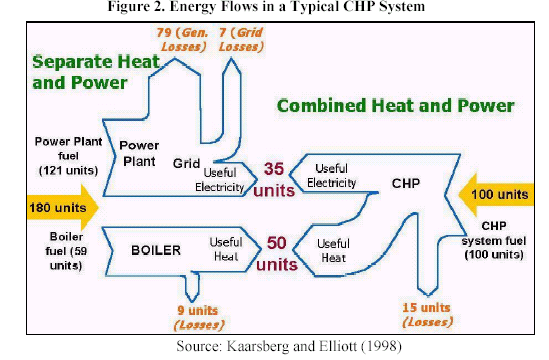 Figure 2. Energy Flows in a Typical CHP System
79 (Gen.
Losses)
7 (Grid
Losses)
Separate Heat
and Power
Combined Heat and Power
Power Plant
fuel
(121 units)
Power
Plant
Grid
Useful
Electricity
35
units
Useful
Electricity
CHP
180 units
100 units
Boiler
fuel (59
units)
BOILER
Useful
Heat
50
units
Useful
Heat
CHP
system fuel
(100 units)
9 units
(Losses)
15 units
(Losses)
Source: Kaarsberg and Elliott (1998)